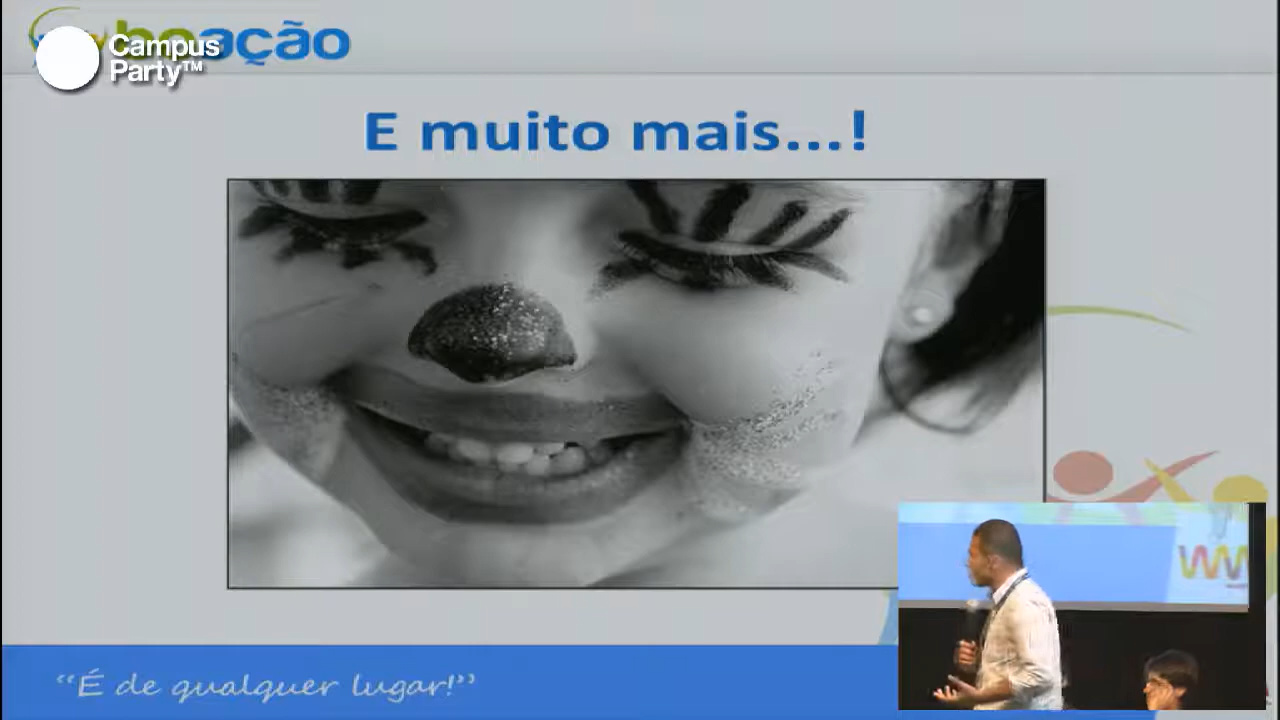 Campus
Party™
ação
E muito mais...!
"É de qualquer lugar!"